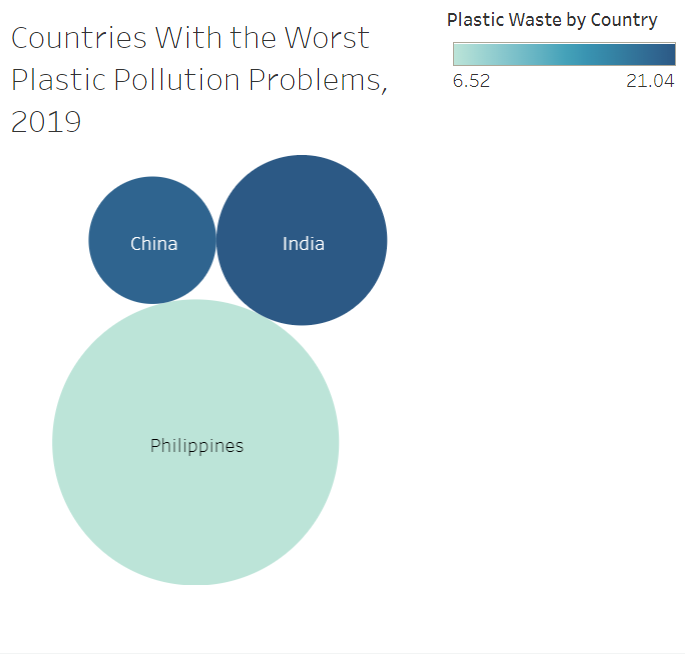 Countries With the Worst
Plastic Pollution Problems,
2019
Plastic Waste by Country
6.52 21.04
China
India
Philippines